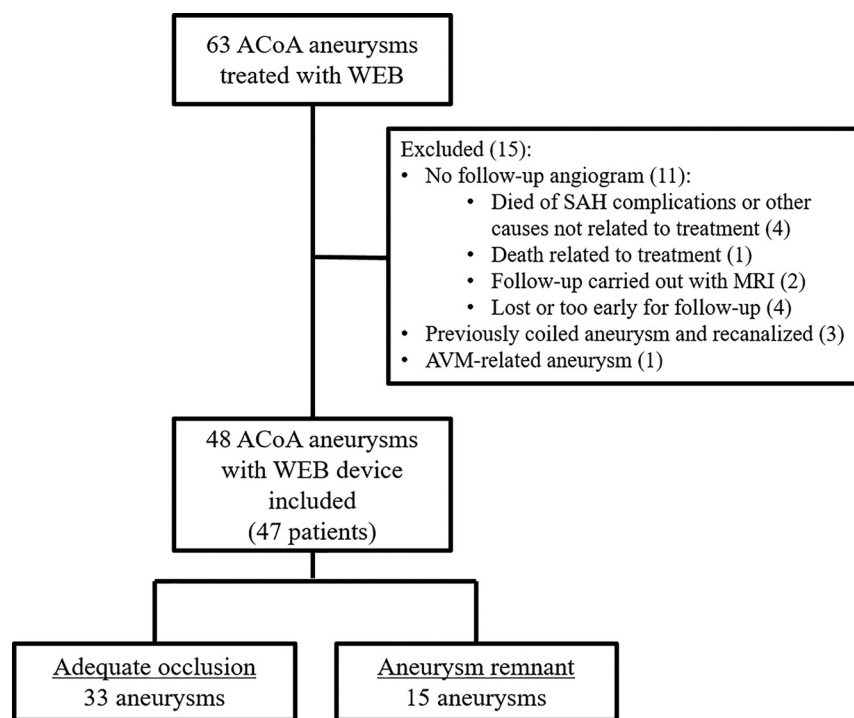 63 ACoA aneurysms
treated with WEB
Excluded (15):
• No follow-up angiogram (11):
• Died of SAH complications or other
causes not related to treatment (4)
• Death related to treatment (1)
• Follow-up carried out with MRI (2)
• Lost or too early for follow-up (4)
• Previously coiled aneurysm and recanalized (3)
• AVM-related aneurysm (1)
48 ACoA aneurysms
with WEB device
included
(47 patients)
Adequate occlusion
33 aneurysms
Aneurysm remnant
15 aneurysms